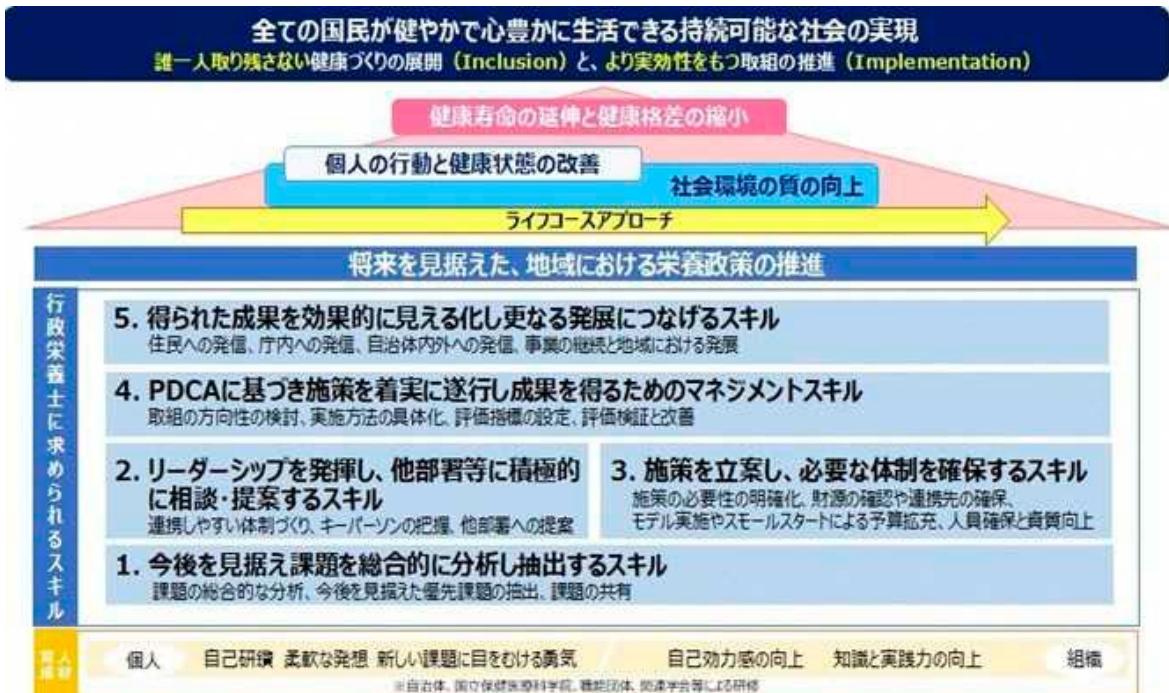 全ての国民が健やかで心豊かに生活できる持続可能な社会の実現
誰一人取り残さない健康づくりの展開（Inclusion）と、より実効性をもつ取組の推進（Implementation）
健康寿命の延伸と健康格差の縮小
個人の行動と健康状態の改善
社会環境の質の向上
ライフコースアプローチ
将来を見据えた、地域における栄養政策の推進
行政栄養士に求められるスキル
5. 得られた成果を効果的に見える化し更なる発展につなげるスキル
住民への発信、庁内への発信、自治体内外への発信、事業の継続と地域における発展
4. PDCAに基づき施策を着実に遂行し成果を得るためのマネジメントスキル
取組の方向性の検討、実施方法の具体化、評価指標の設定、評価検証と改善
2. リーダーシップを発揮し、他部署等に積極的
に相談・提案するスキル
連携しやすい体制づくり、キーパーソンの把握、他部署への提案
3. 施策を立案し、必要な体制を確保するスキル
施策の必要性の明確化、財源の確認や連携先の確保、
モデル実施やスモールスタートによる予算拡充、人員確保と資質向上
1. 今後を見据え課題を総合的に分析し抽出するスキル
課題の総合的な分析、今後を見据えた優先課題の抽出、課題の共有
個人
自己研鑽 柔軟な発想 新しい課題に目をむける勇気
自己効力感の向上 知識と実践力の向上
組織
※自治体、国立保健医療科学院、職能団体、関連学会等による研修